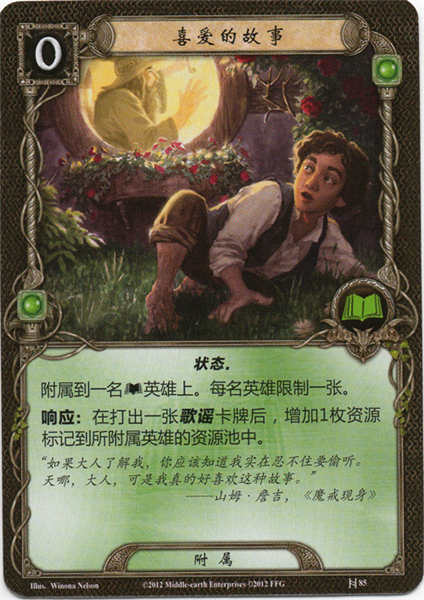 0
喜爱的故事
状态.
附属到一名英雄上。每名英雄限制一张。
响应：在打出一张歌谣卡牌后，增加1枚资源
标记到所附属英雄的资源池中。
“如果大人了解我，你应该知道我实在忍不住要偷听。
天哪，大人，可是我真的好喜欢这种故事。”
——山姆·詹吉，《魔戒现身》
附属
Illus. Winona Nelson
©2012 Middle-earth Enterprises ©2012 FFG
85